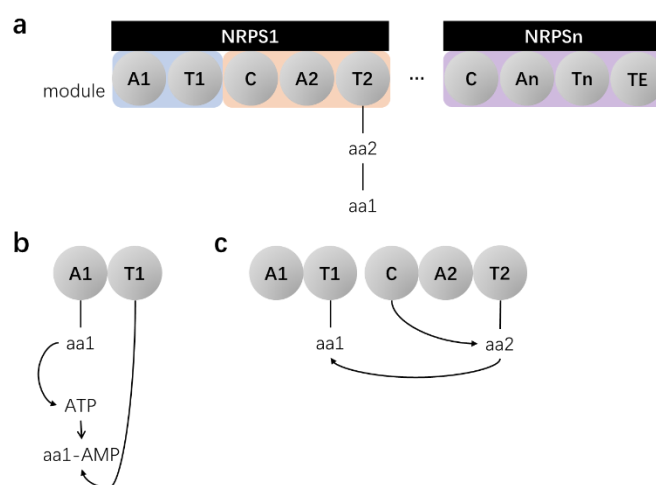 a
NRPS1 NRPSn
A1 T1 C A2 T2 ... C An Tn TE
module
aa2
aa1
b
A1 T1
aa1
ATP
aa1-AMP
c
A1 T1 C A2 T2
aa1 aa2